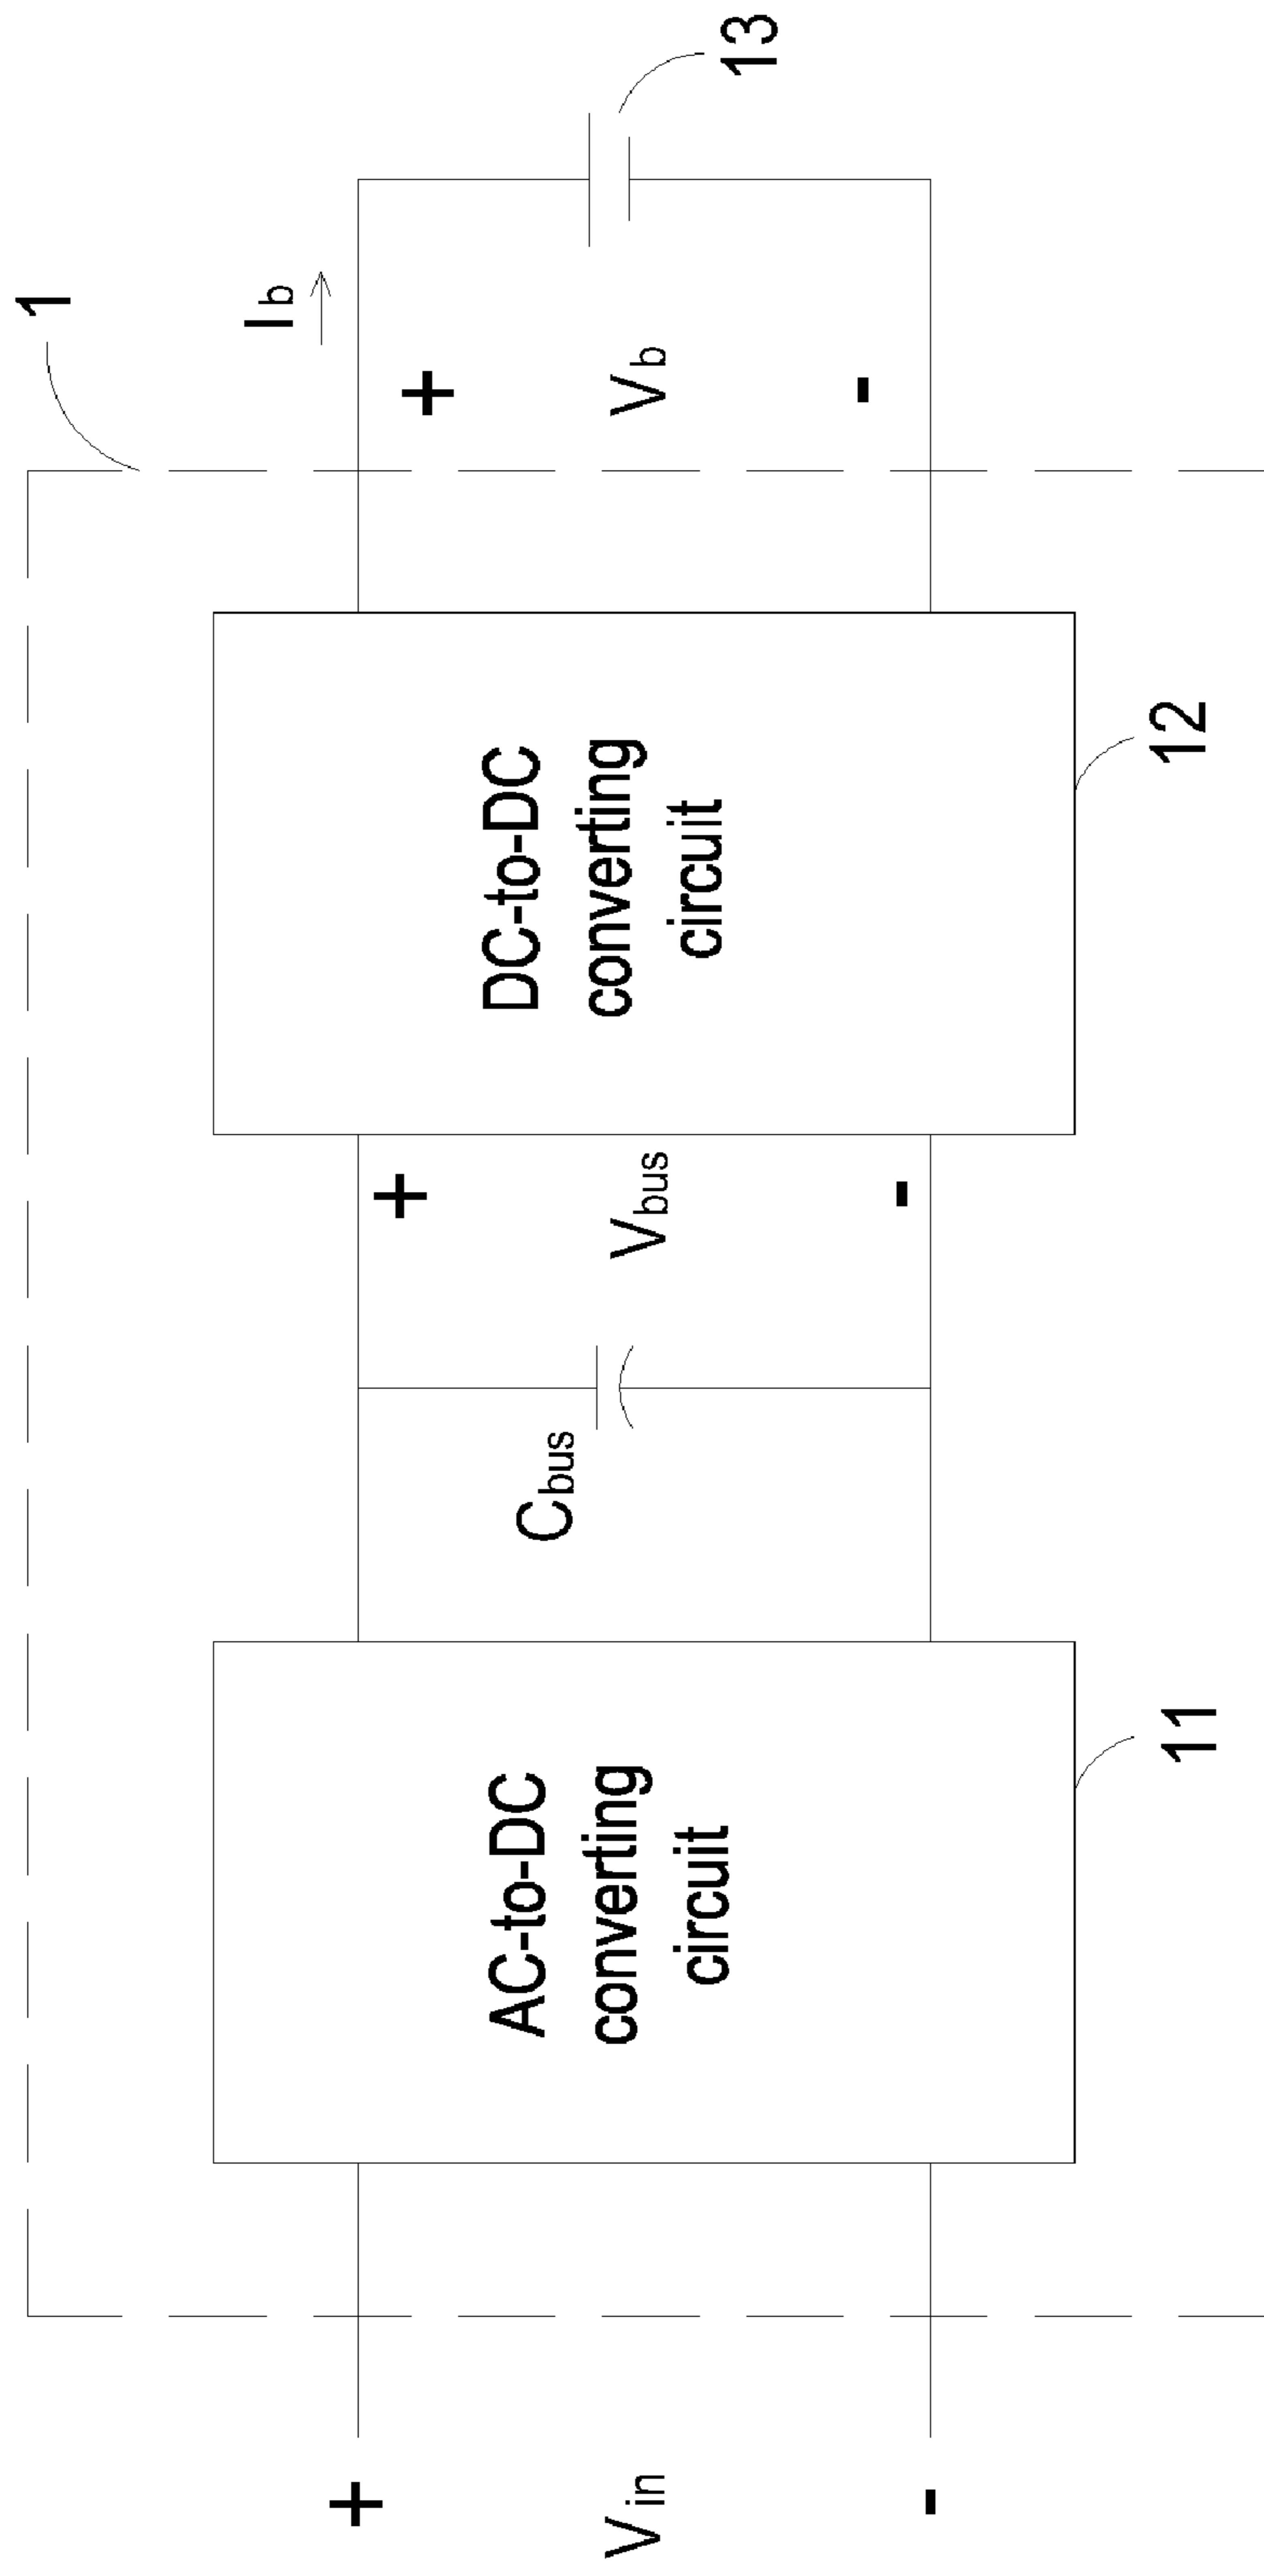 1
I_b
+
V_b
-
13
DC-to-DC
converting
circuit
12
+
V_bus
-
C_bus
AC-to-DC
converting
circuit
11
+
V_in
-